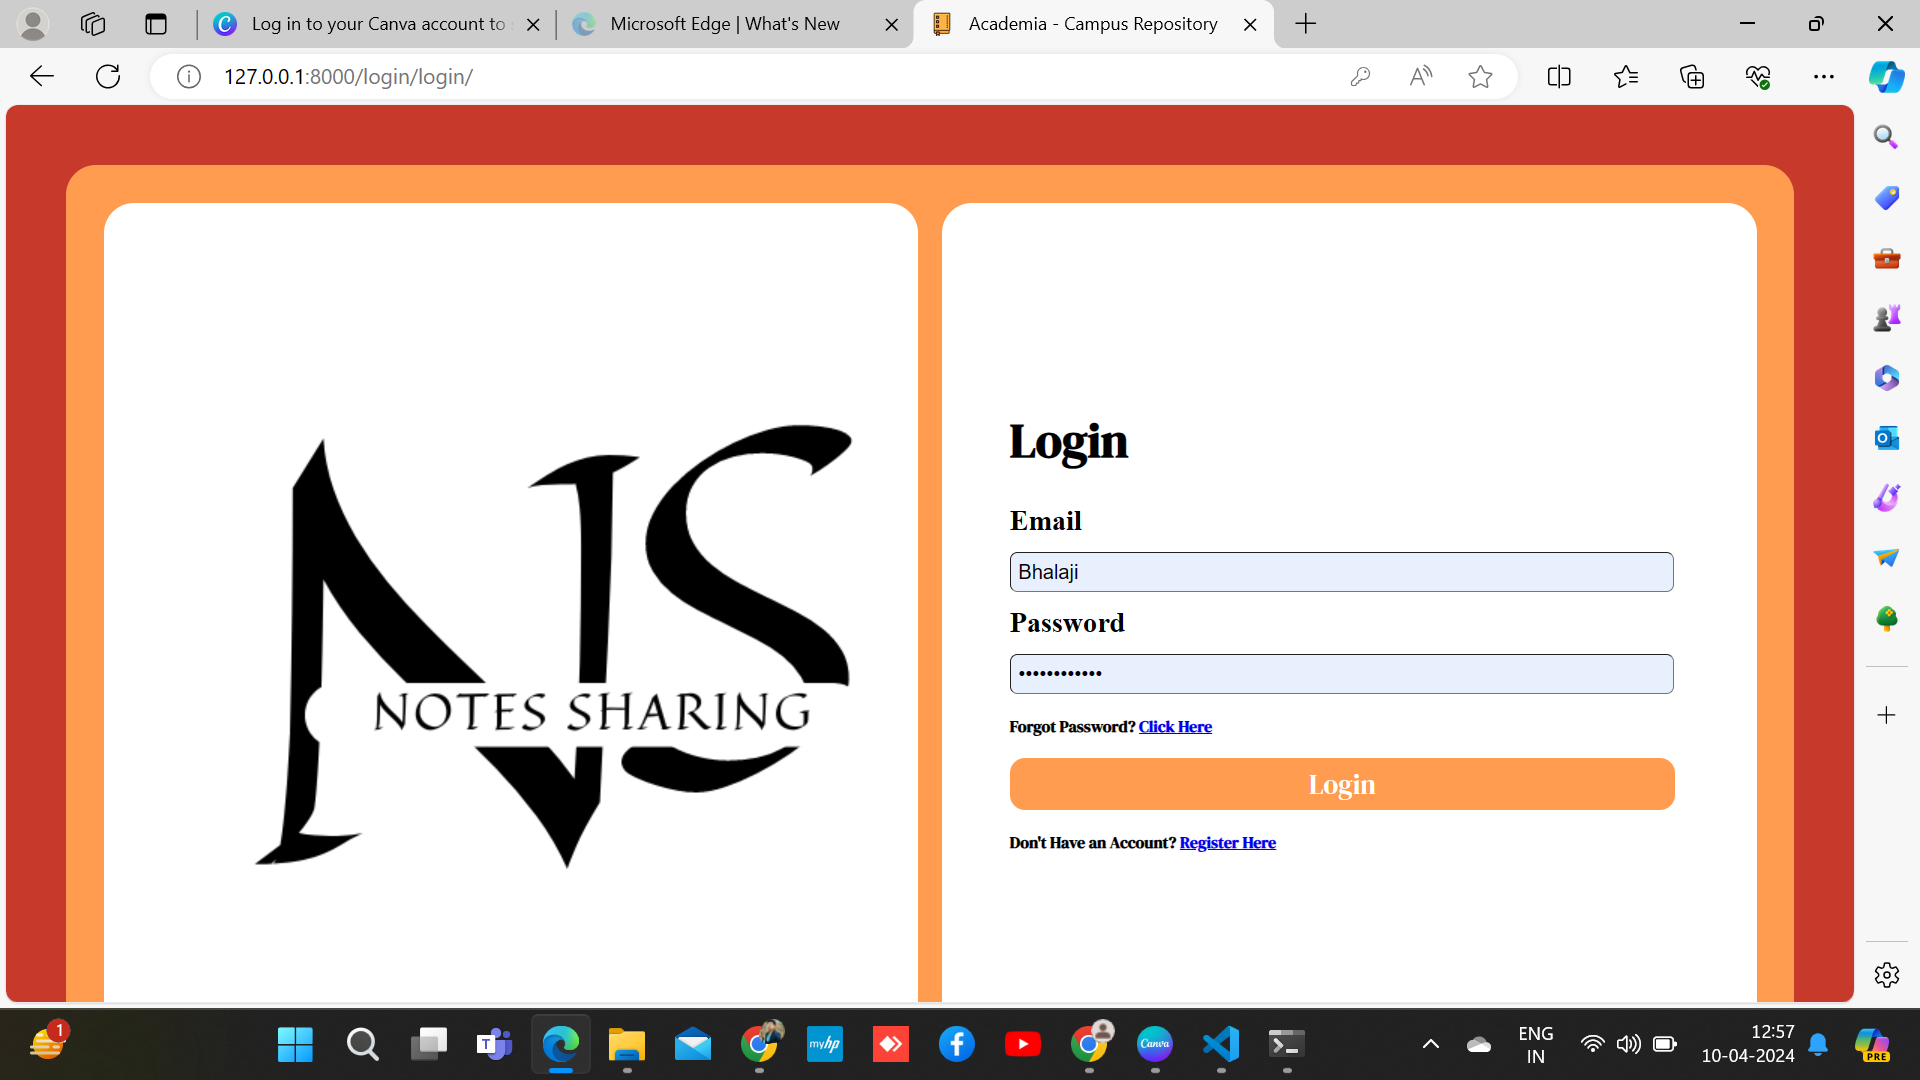 Log in to your Canva account to
Microsoft Edge | What's New
Academia - Campus Repository
127.0.0.1:8000/login/login/
NS
NOTES SHARING
Login
Email
Bhalaji
Password
••••••••••••
Forgot Password? Click Here
Login
Don't Have an Account? Register Here
1
myhp
Canva
ENG
IN
12:57
10-04-2024
PRE